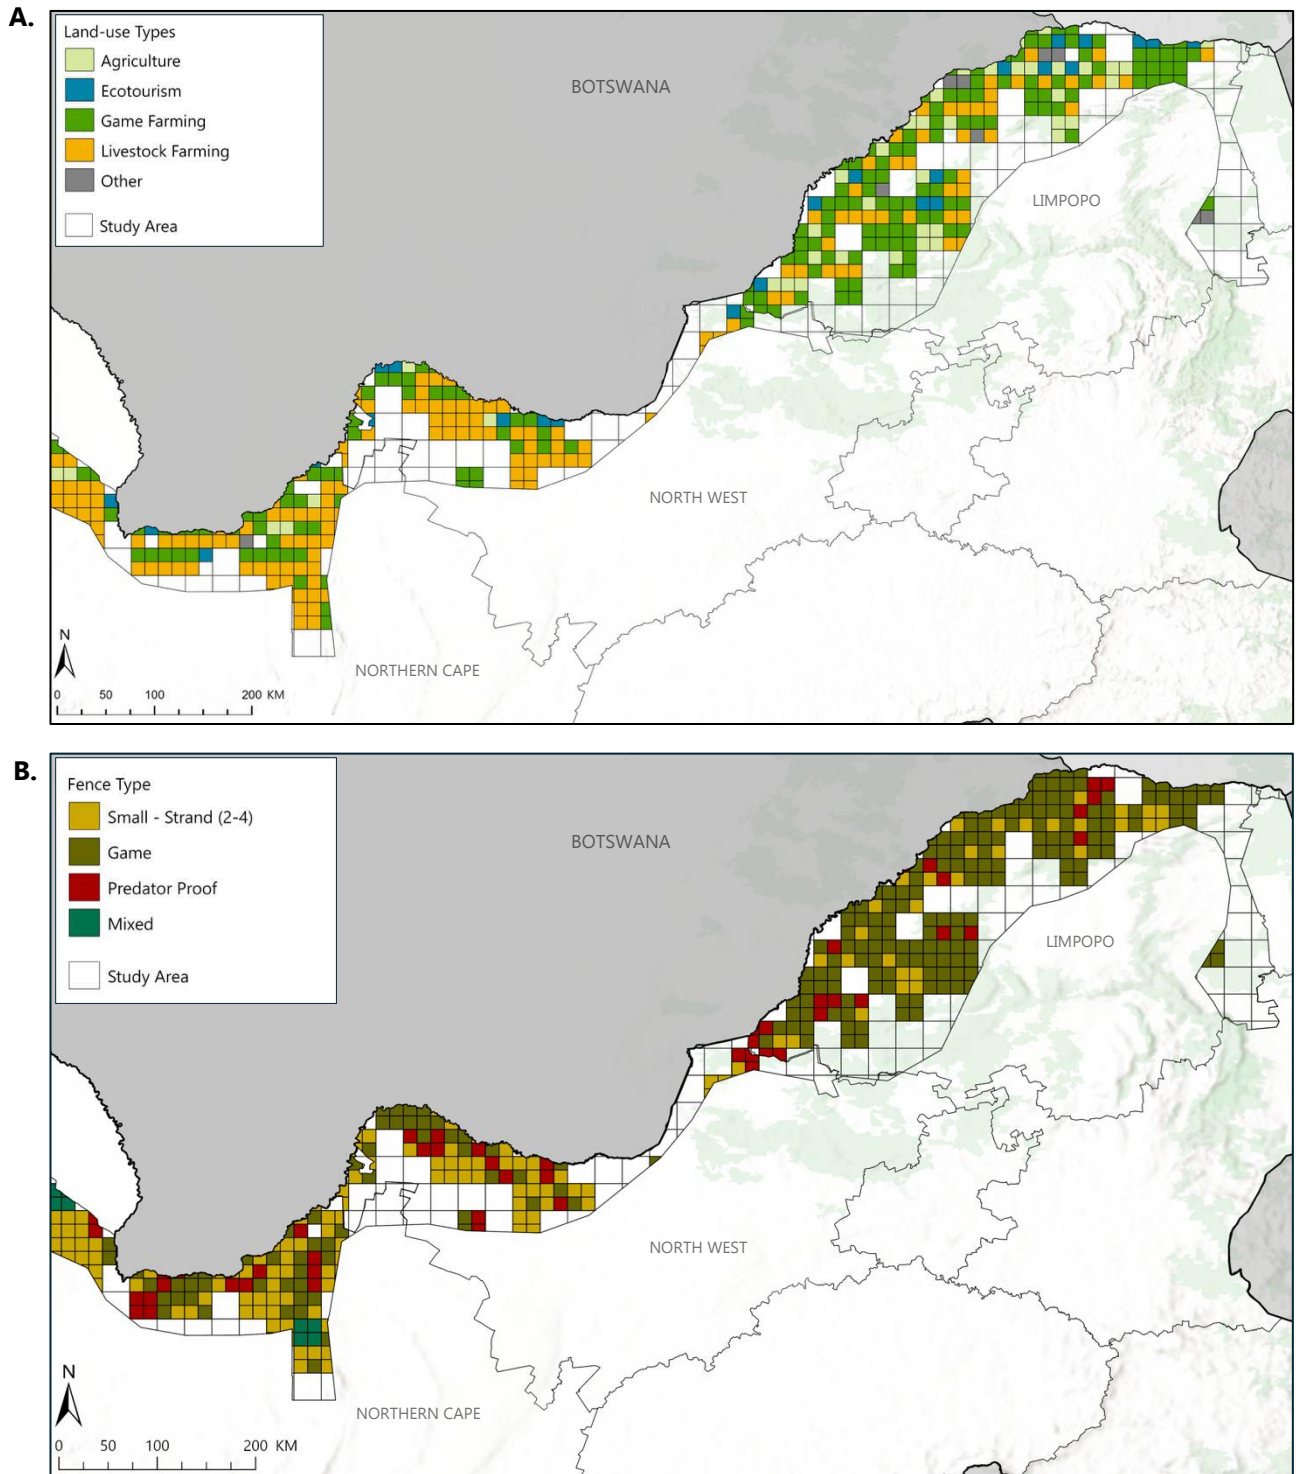 A.
Land-use Types
Agriculture
Ecotourism
Game Farming
Livestock Farming
Other
Study Area
BOTSWANA
LIMPOPO
NORTH WEST
NORTHERN CAPE
N
0 50 100 200 KM
B.
Fence Type
Small - Strand (2-4)
Game
Predator Proof
Mixed
Study Area
BOTSWANA
LIMPOPO
NORTH WEST
NORTHERN CAPE
N
0 50 100 200 KM